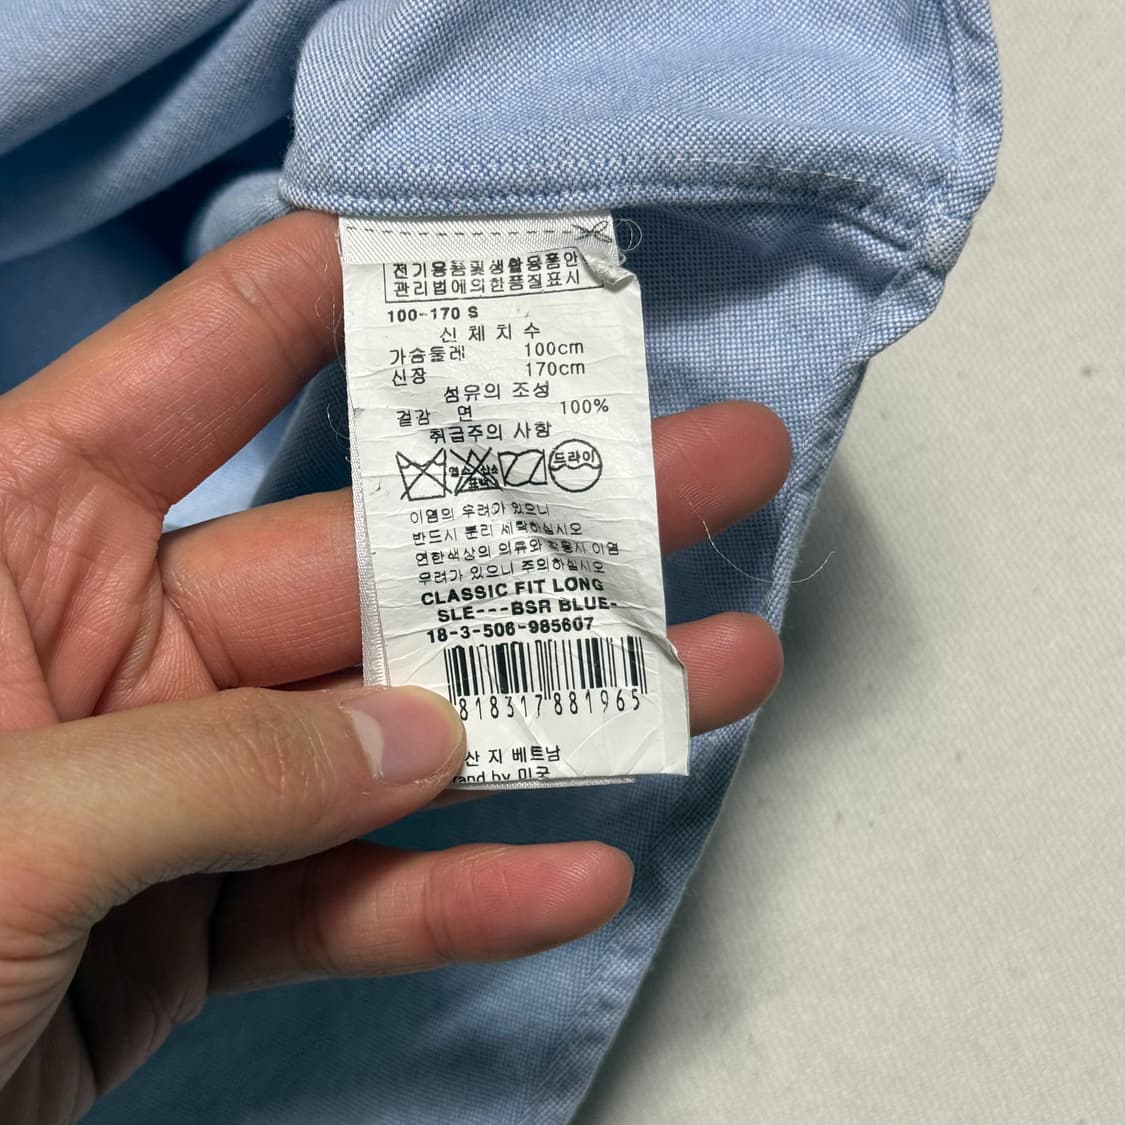 전기용품및생활용품안
관리법에의한품질표시
100-170 S
신 체 치 수
가슴둘레 100cm
신장 170cm
섬유의 조성
겉감 면 100%
취급주의 사항
드라이
이염의 우려가 있으니
반드시 분리 세탁하십시오
연한색상의 의류와 착용시 이염
우려가 있으니 주의하십시오
CLASSIC FIT LONG
SLE---BSR BLUE-
18-3-506-985607
818317881965
산 지 베트남
rand by 미국